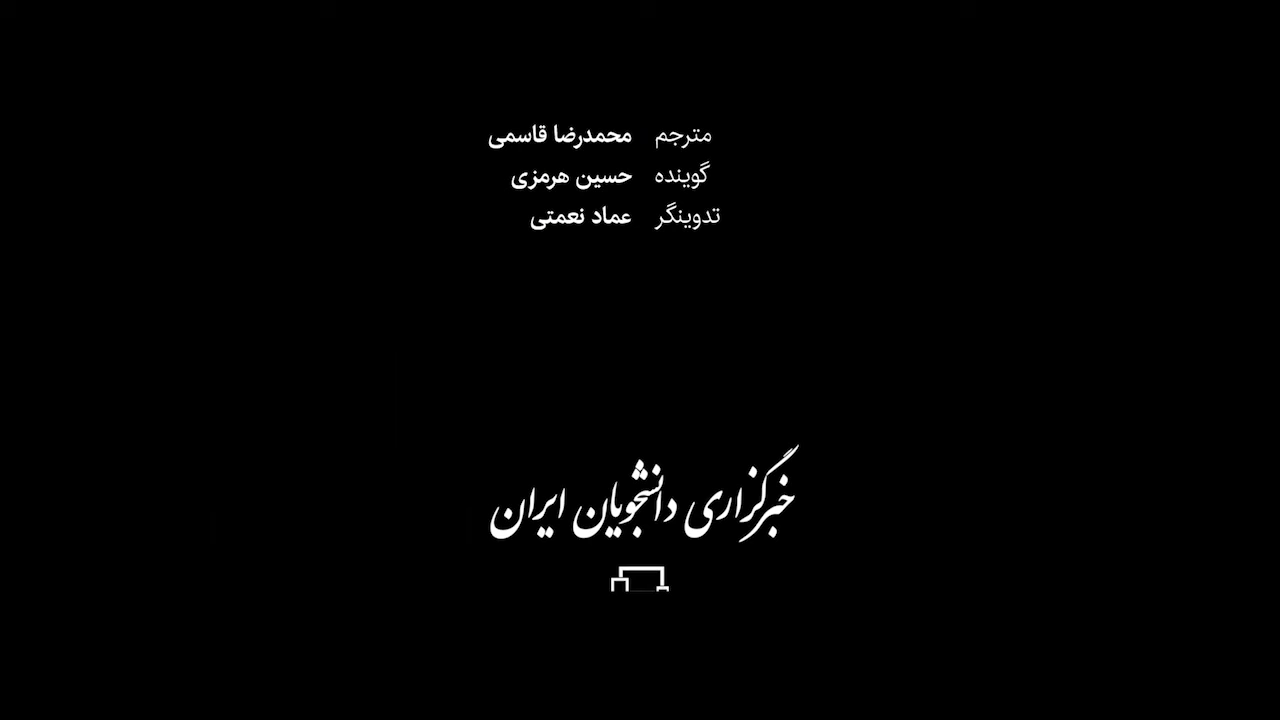 مترجم محمدرضا قاسمی
گوینده حسین هرمزی
تدوینگر عماد نعمتی
خبرگزاری دانشجویان ایران